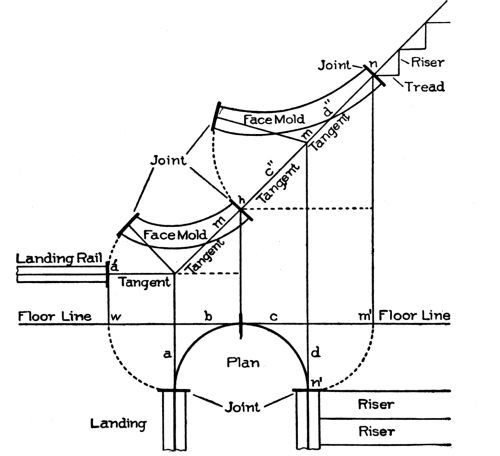 Joint
n
Riser
Tread
Face Mold
m
d"
Tangent
c"
Tangent
Joint
h
Face Mold
m
Tangent
Landing Rail
d
Tangent
Floor Line
w
b
c
m'
Floor Line
a
Plan
d
n'
Landing
Joint
Riser
Riser